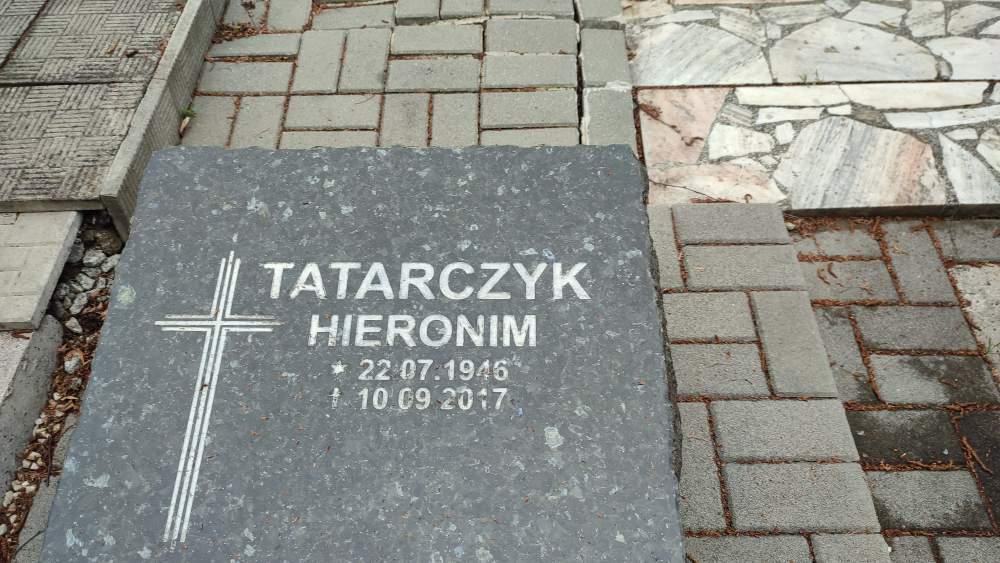 TATARCZYK
HIERONIM
* 22.07.1946
† 10.09.2017